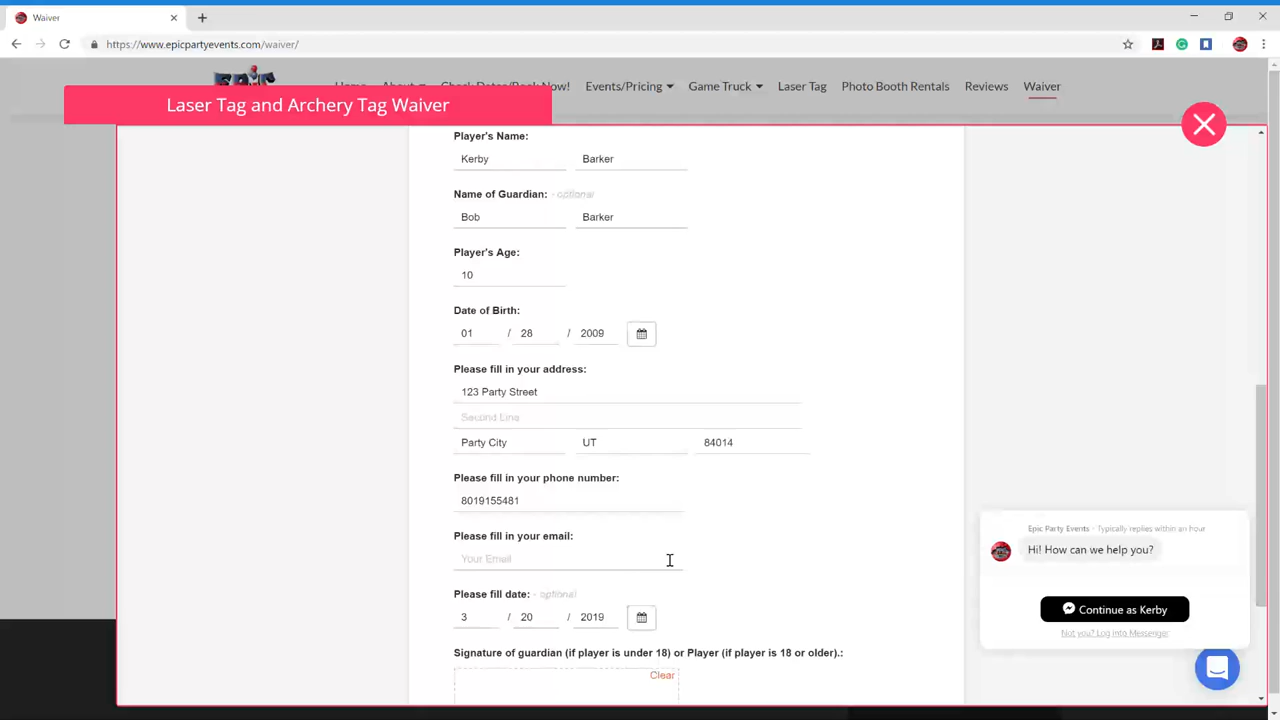 Waiver
https://www.epicpartyevents.com/waiver/
EPIC
Home About Check Dates/Book Now! Events/Pricing Game Truck Laser Tag Photo Booth Rentals Reviews Waiver
Laser Tag and Archery Tag Waiver
Player's Name:
Kerby Barker
Name of Guardian: - optional
Bob Barker
Player's Age:
10
Date of Birth:
01 / 28 / 2009
Please fill in your address:
123 Party Street
Second Line
Party City UT 84014
Please fill in your phone number:
8019155481
Please fill in your email:
Your Email
Please fill date: - optional
3 / 20 / 2019
Signature of guardian (if player is under 18) or Player (if player is 18 or older).:
Clear
Epic Party Events - Typically replies within an hour
Hi! How can we help you?
Continue as Kerby
Not you? Log into Messenger